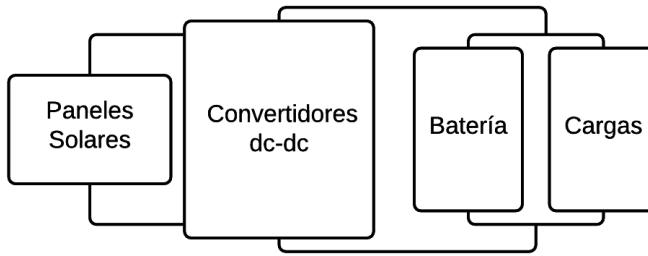 Paneles
Solares
Convertidores
dc-dc
Batería
Cargas